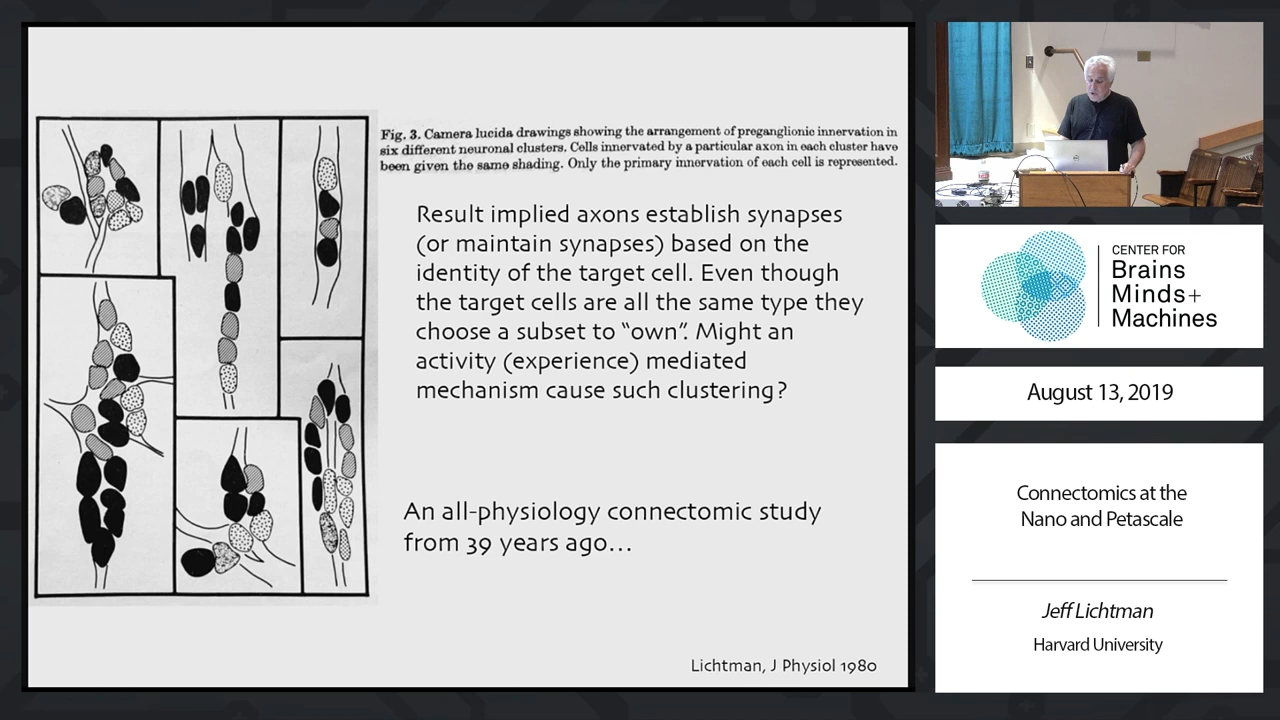 Fig. 3. Camera lucida drawings showing the arrangement of preganglionic innervation in
six different neuronal clusters. Cells innervated by a particular axon in each cluster have
been given the same shading. Only the primary innervation of each cell is represented.
Result implied axons establish synapses
(or maintain synapses) based on the
identity of the target cell. Even though
the target cells are all the same type they
choose a subset to “own”. Might an
activity (experience) mediated
mechanism cause such clustering?
An all-physiology connectomic study
from 39 years ago…
Lichtman, J Physiol 1980
CENTER FOR
Brains
Minds+
Machines
August 13, 2019
Connectomics at the
Nano and Petascale
Jeff Lichtman
Harvard University